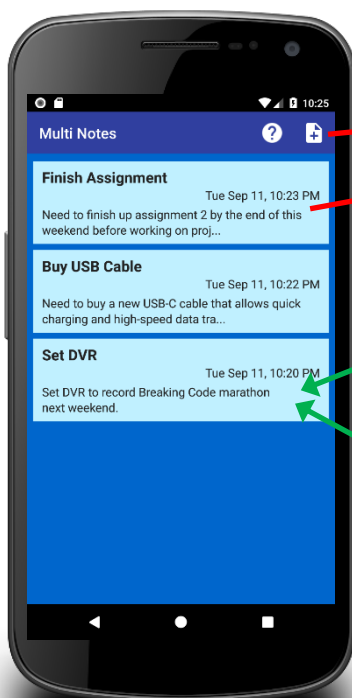 10:25
Multi Notes
Finish Assignment
Tue Sep 11, 10:23 PM
Need to finish up assignment 2 by the end of this
weekend before working on proj...
Buy USB Cable
Tue Sep 11, 10:22 PM
Need to buy a new USB-C cable that allows quick
charging and high-speed data tra...
Set DVR
Tue Sep 11, 10:20 PM
Set DVR to record Breaking Code marathon
next weekend.